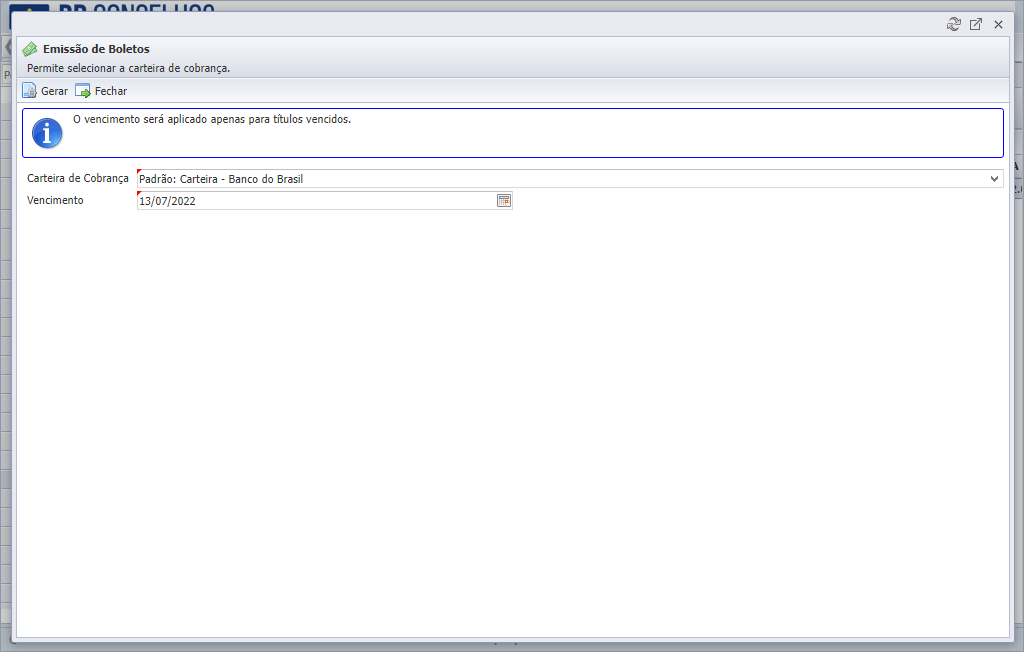 Emissão de Boletos
Permite selecionar a carteira de cobrança.
Gerar Fechar
O vencimento será aplicado apenas para títulos vencidos.
Carteira de Cobrança Padrão: Carteira - Banco do Brasil
Vencimento 13/07/2022